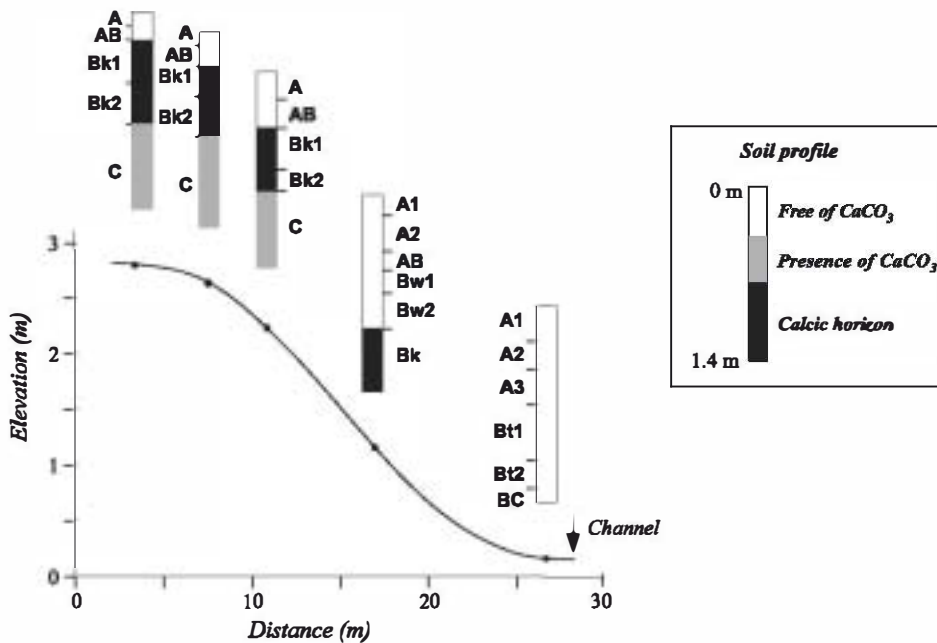 A
AB
Bk1
Bk2
C
A
AB
Bk1
Bk2
C
A
AB
Bk1
Bk2
C
A1
A2
AB
Bw1
Bw2
Bk
A1
A2
A3
Bt1
Bt2
BC
Channel
3
2
1
0
Elevation (m)
0
10
20
30
Distance (m)
Soil profile
0 m
Free of CaCO₃
Presence of CaCO₃
Calcic horizon
1.4 m